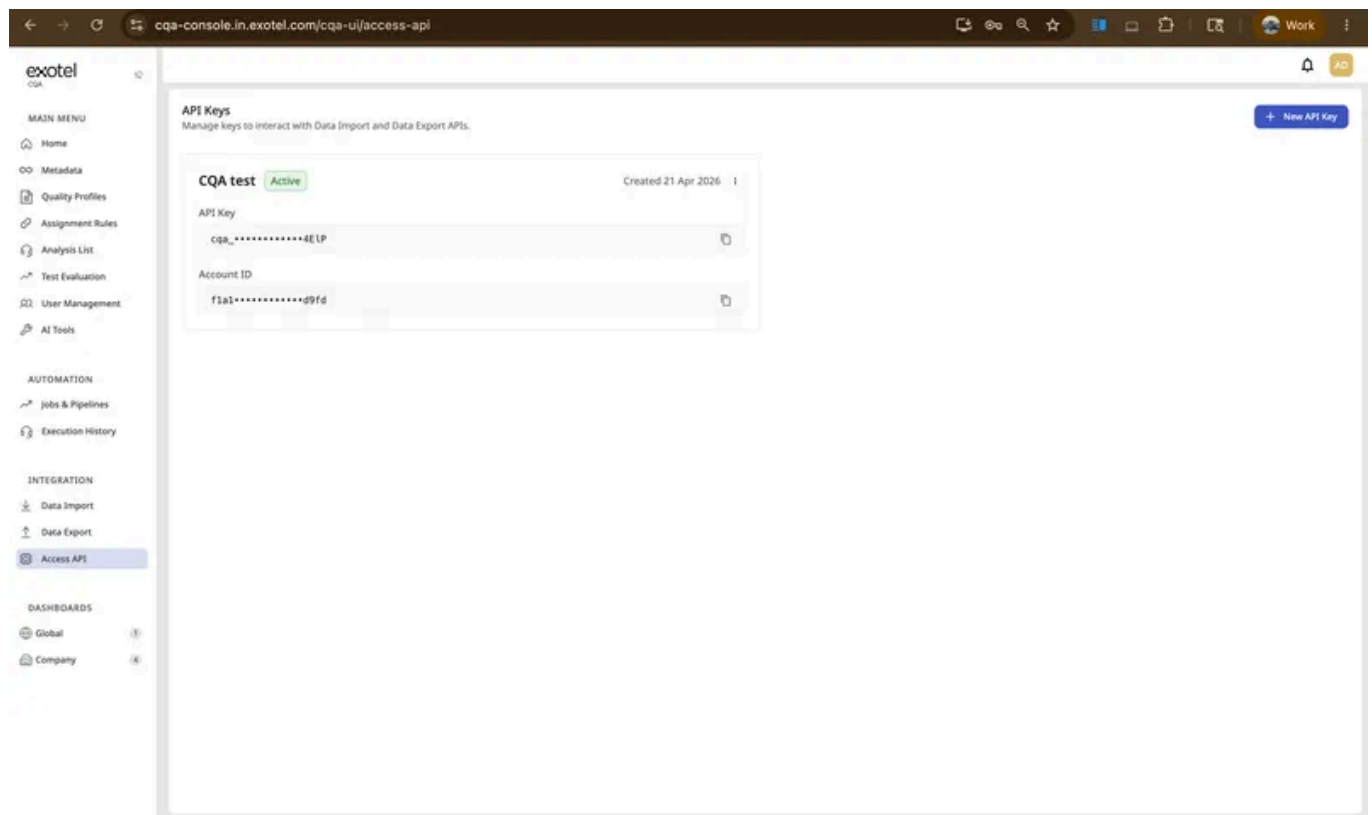 cqa-console.in.exotel.com/cqa-ui/access-api
Work
exotel
CQA
AD
MAIN MENU
Home
Metadata
Quality Profiles
Assignment Rules
Analysis List
Test Evaluation
User Management
AI Tools
AUTOMATION
Jobs & Pipelines
Execution History
INTEGRATION
Data Import
Data Export
Access API
DASHBOARDS
Global
Company
API Keys
Manage keys to interact with Data Import and Data Export APIs.
+ New API Key
CQA test Active Created 21 Apr 2026
API Key
cqa_••••••••••••4ElP
Account ID
f1a1••••••••••••d9fd